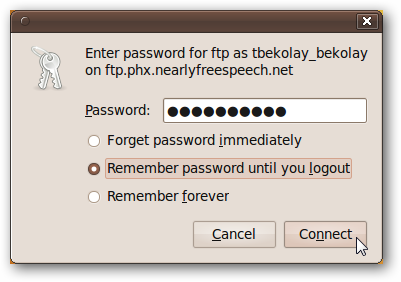 Enter password for ftp as tbekolay_bekolay
on ftp.phx.nearlyfreespeech.net
Password: ●●●●●●●●●●
Forget password immediately
Remember password until you logout
Remember forever
Cancel Connect